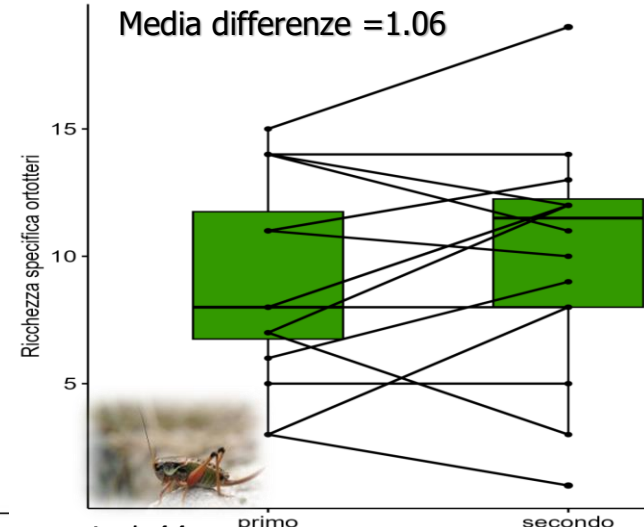 Media differenze =1.06
Ricchezza specifica ortotteri
15
10
5
primo
secondo